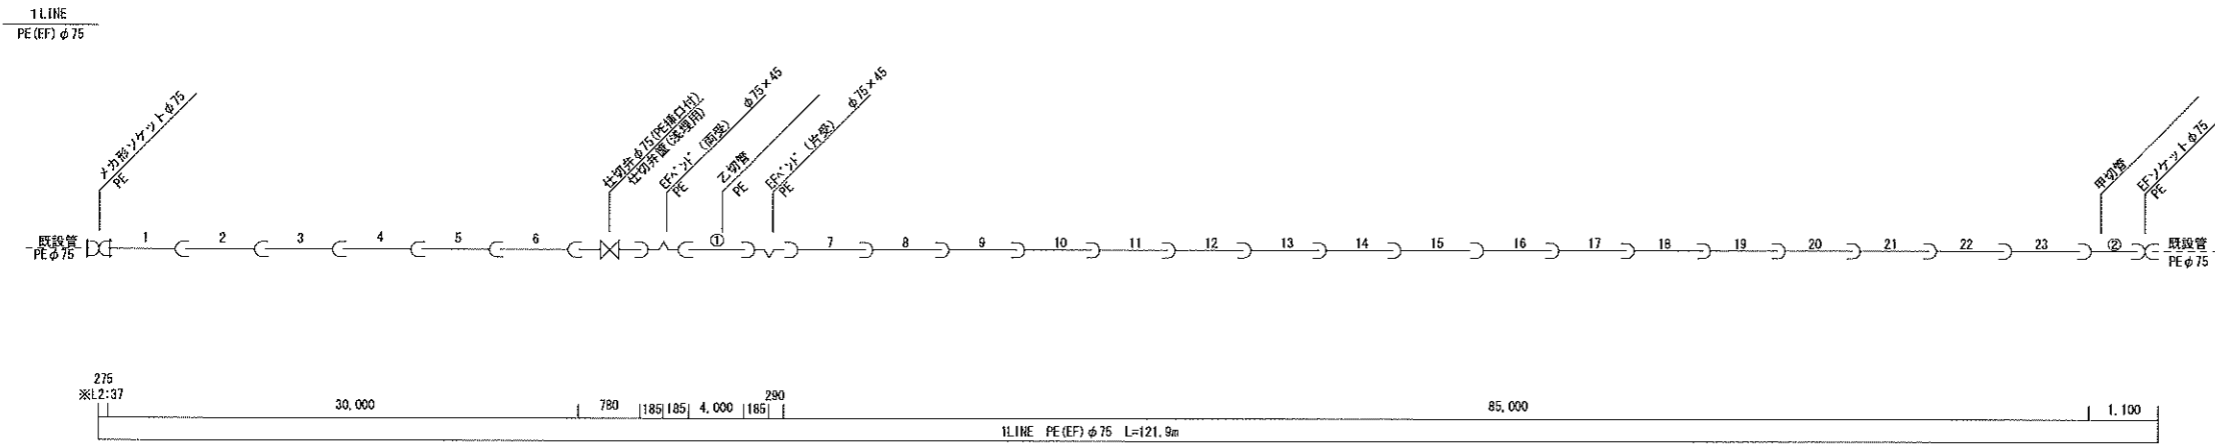 1LINE
PE(EF)φ75
メカ形ソケットφ75
PE
仕切弁φ75(PE挿口付)
仕切弁筺(浅埋用)
EFベンド(両受) φ75×45
PE
乙切管
PE
EFベンド(片受) φ75×45
PE
甲切管
EFソケットφ75
PE
既設管
PEφ75
1 2 3 4 5 6 ① 7 8 9 10 11 12 13 14 15 16 17 18 19 20 21 22 23 ②
既設管
PEφ75
275
※L2:37
30,000 780 185 185 4,000 185 290 85,000 1,100
1LINE PE(EF)φ75 L=121.9m